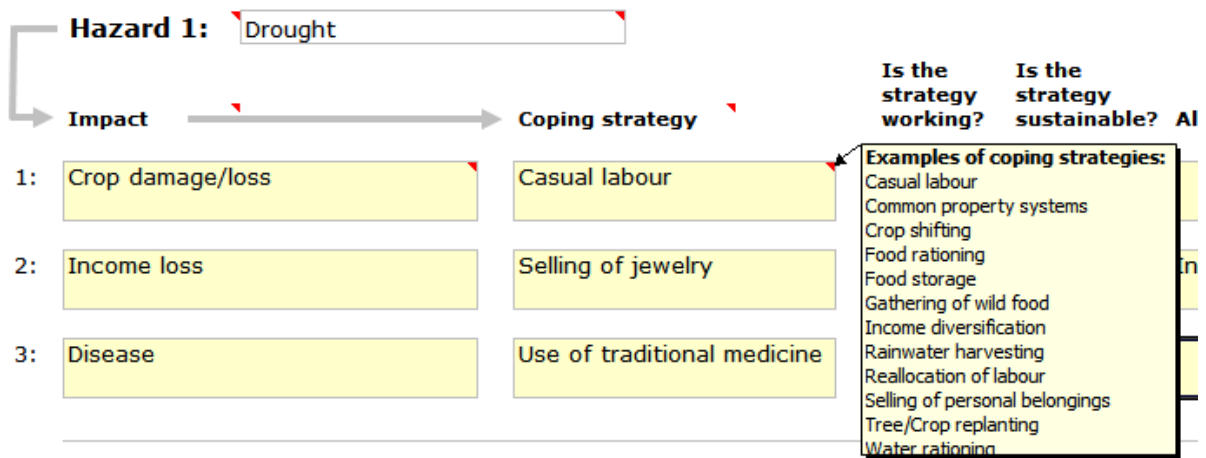 Hazard 1: Drought
Is the Is the
strategy strategy
working? sustainable? Al
Impact Coping strategy
Examples of coping strategies:
1: Crop damage/loss Casual labour
Casual labour
Common property systems
Crop shifting
Food rationing
2: Income loss Selling of jewelry In
Food storage
Gathering of wild food
Income diversification
3: Disease Use of traditional medicine
Rainwater harvesting
Reallocation of labour
Selling of personal belongings
Tree/Crop replanting
Water rationing